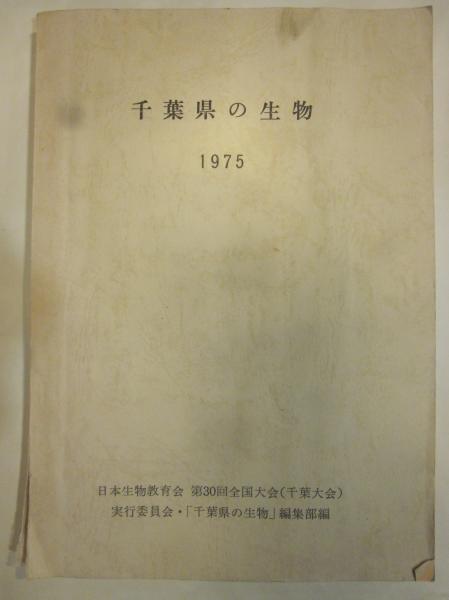 千葉県の生物
1975
日本生物教育会 第30回全国大会(千葉大会)
実行委員会・「千葉県の生物」編集部編